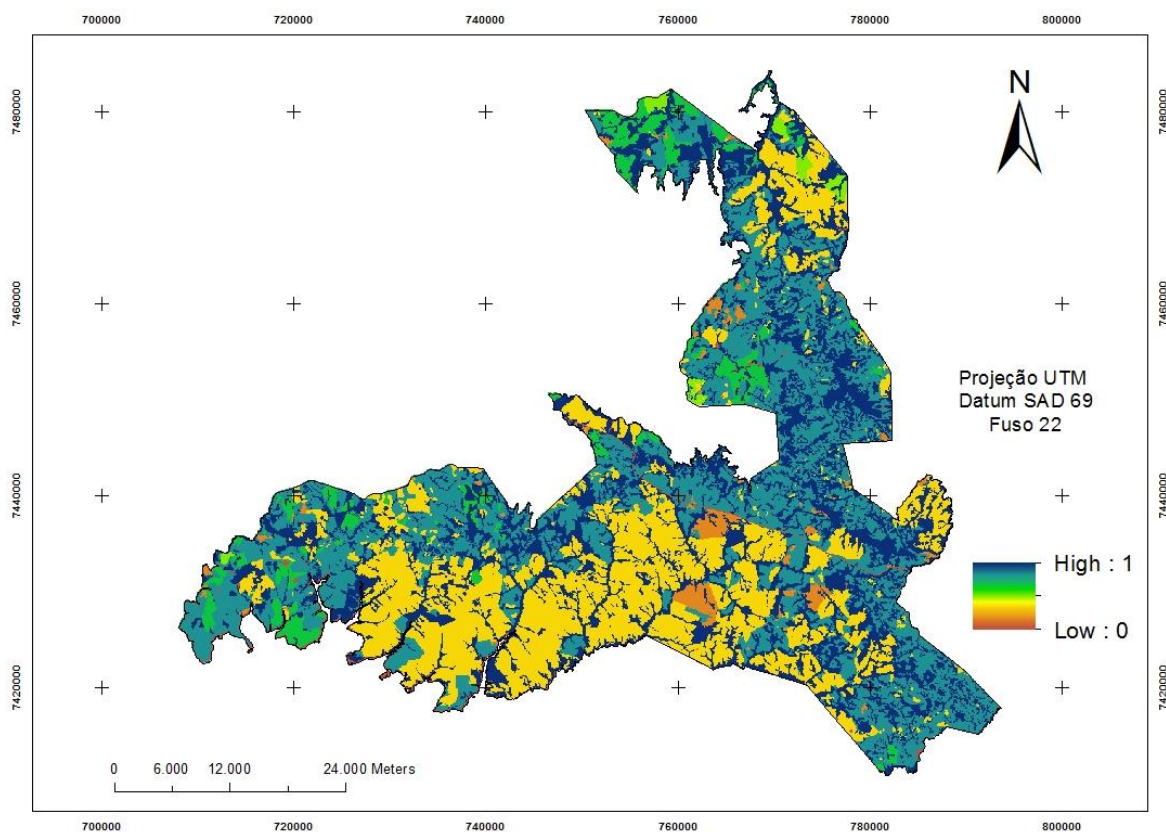 700000 720000 740000 760000 780000 800000
7480000 7480000
N
7460000 7460000
Projeção UTM
Datum SAD 69
Fuso 22
7440000 7440000
High : 1
Low : 0
7420000 7420000
0 6.000 12.000 24.000 Meters
700000 720000 740000 760000 780000 800000